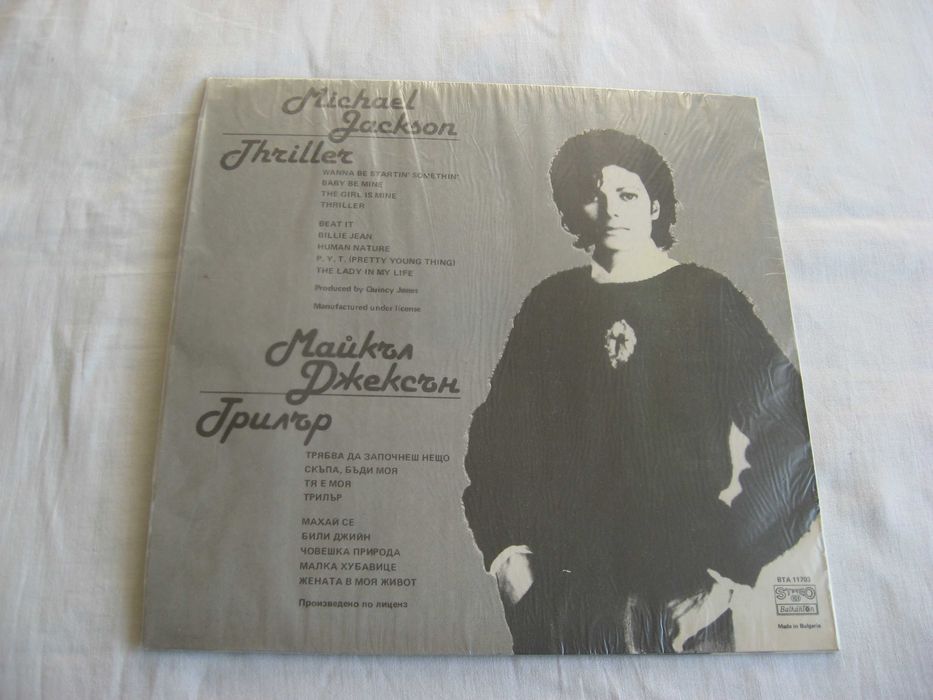 Michael
Jackson
Thriller
WANNA BE STARTIN' SOMETHIN'
BABY BE MINE
THE GIRL IS MINE
THRILLER
BEAT IT
BILLIE JEAN
HUMAN NATURE
P. Y. T. (PRETTY YOUNG THING)
THE LADY IN MY LIFE
Produced by Quincy Jones
Manufactured under license
Майкъл
Джексън
Трилър
ТРЯБВА ДА ЗАПОЧНЕШ НЕЩО
СКЪПА, БЪДИ МОЯ
ТЯ Е МОЯ
ТРИЛЪР
МАХАЙ СЕ
БИЛИ ДЖИЙН
ЧОВЕШКА ПРИРОДА
МАЛКА ХУБАВИЦЕ
ЖЕНАТА В МОЯ ЖИВОТ
Произведено по лиценз
ВТА 11703
STEREO
Balkanton
Made in Bulgaria